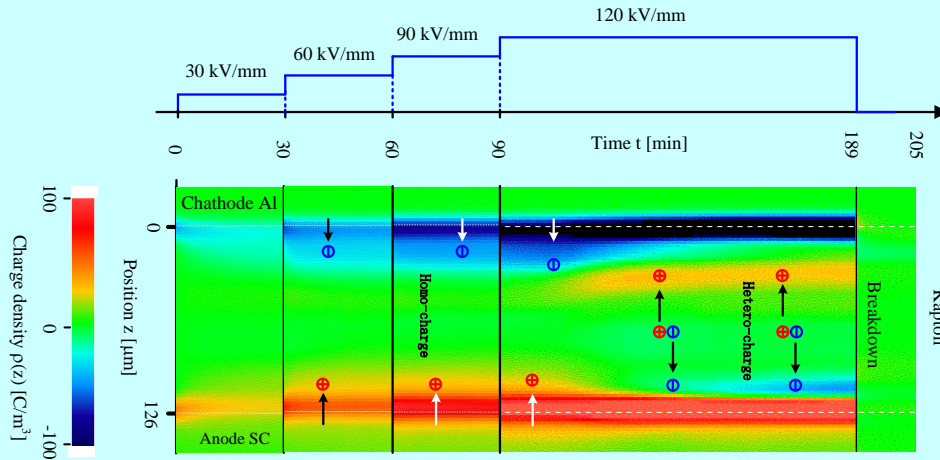 120 kV/mm
90 kV/mm
60 kV/mm
30 kV/mm
Time t [min]
0
30
60
90
189
205
Chathode Al
Anode SC
Homo-charge
Hetero-charge
Breakdown
Kapton
0
126
Position z [μm]
100
0
-100
Charge density ρ(z) [C/m³]